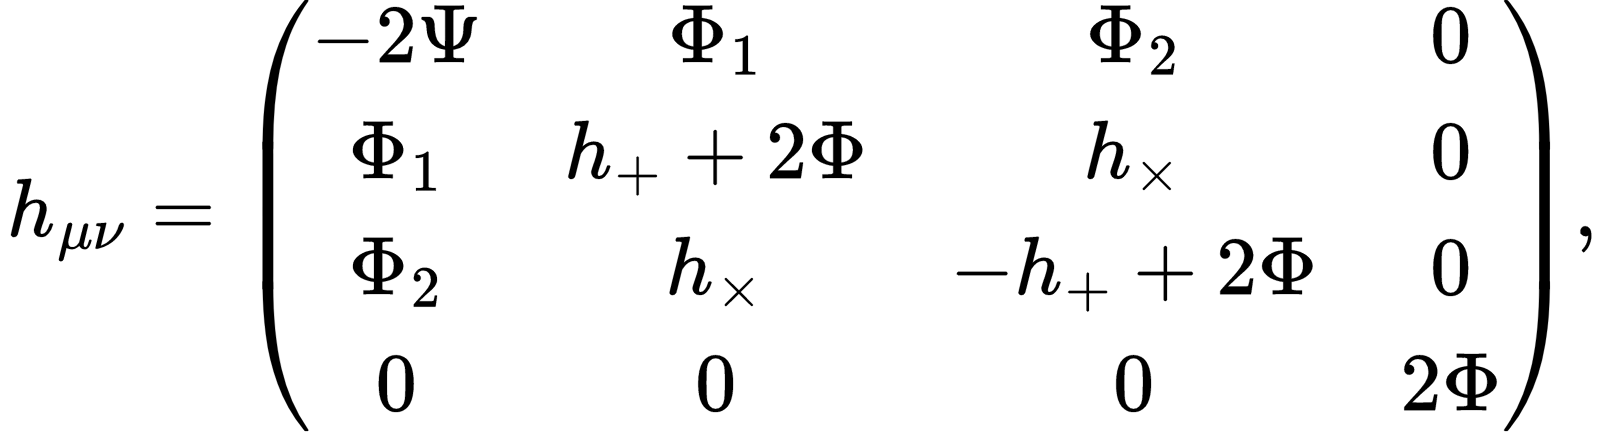 h_{\mu\nu} = \begin{pmatrix} -2\Psi & \Phi_1 & \Phi_2 & 0 \\ \Phi_1 & h_+ + 2\Phi & h_\times & 0 \\ \Phi_2 & h_\times & -h_+ + 2\Phi & 0 \\ 0 & 0 & 0 & 2\Phi \end{pmatrix},